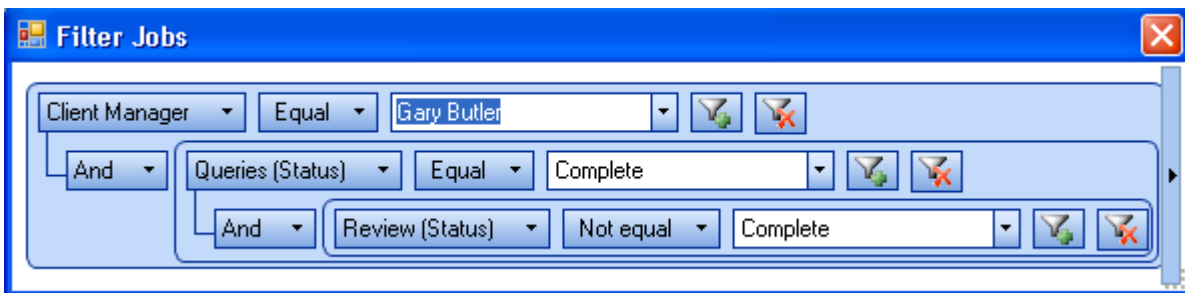 Filter Jobs
Client Manager Equal Gary Butler
And Queries (Status) Equal Complete
And Review (Status) Not equal Complete